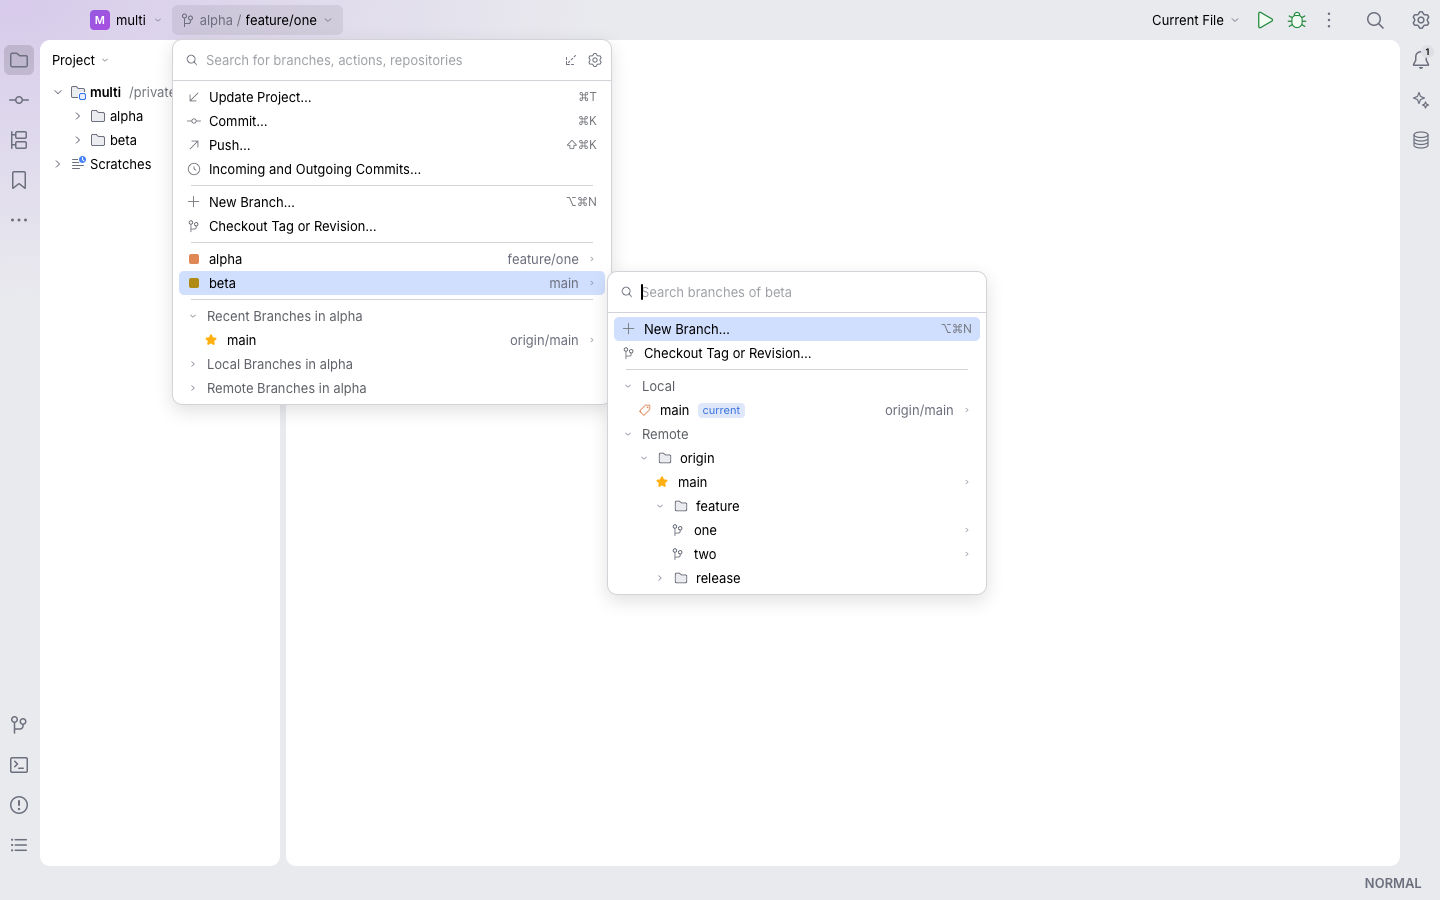 M multi alpha / feature/one Current File
Project
multi /private
alpha
beta
Scratches
Search for branches, actions, repositories
Update Project... ⌘T
Commit... ⌘K
Push... ⇧⌘K
Incoming and Outgoing Commits...
New Branch... ⌥⌘N
Checkout Tag or Revision...
alpha feature/one
beta main
Recent Branches in alpha
main origin/main
Local Branches in alpha
Remote Branches in alpha
Search branches of beta
New Branch... ⌥⌘N
Checkout Tag or Revision...
Local
main current origin/main
Remote
origin
main
feature
one
two
release
1
NORMAL